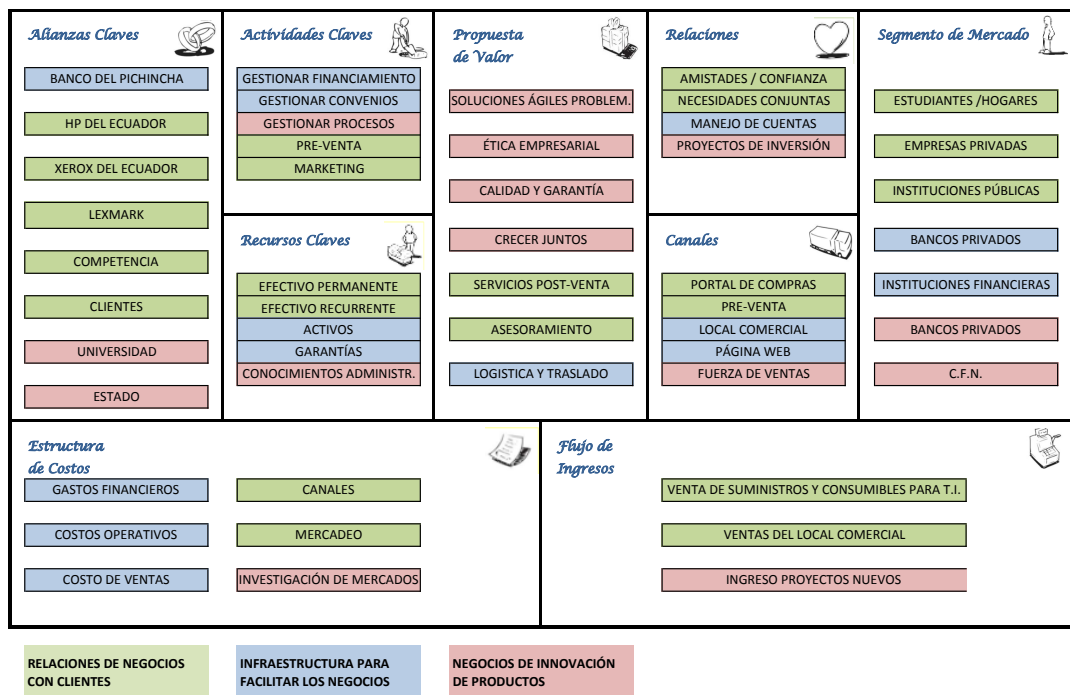 Alianzas Claves
BANCO DEL PICHINCHA
HP DEL ECUADOR
XEROX DEL ECUADOR
LEXMARK
COMPETENCIA
CLIENTES
UNIVERSIDAD
ESTADO
Actividades Claves
GESTIONAR FINANCIAMIENTO
GESTIONAR CONVENIOS
GESTIONAR PROCESOS
PRE-VENTA
MARKETING
Recursos Claves
EFECTIVO PERMANENTE
EFECTIVO RECURRENTE
ACTIVOS
GARANTÍAS
CONOCIMIENTOS ADMINISTR.
Propuesta
de Valor
SOLUCIONES ÁGILES PROBLEM.
ÉTICA EMPRESARIAL
CALIDAD Y GARANTÍA
CRECER JUNTOS
SERVICIOS POST-VENTA
ASESORAMIENTO
LOGISTICA Y TRASLADO
Relaciones
AMISTADES / CONFIANZA
NECESIDADES CONJUNTAS
MANEJO DE CUENTAS
PROYECTOS DE INVERSIÓN
Canales
PORTAL DE COMPRAS
PRE-VENTA
LOCAL COMERCIAL
PÁGINA WEB
FUERZA DE VENTAS
Segmento de Mercado
ESTUDIANTES /HOGARES
EMPRESAS PRIVADAS
INSTITUCIONES PÚBLICAS
BANCOS PRIVADOS
INSTITUCIONES FINANCIERAS
BANCOS PRIVADOS
C.F.N.
Estructura
de Costos
GASTOS FINANCIEROS
COSTOS OPERATIVOS
COSTO DE VENTAS
CANALES
MERCADEO
INVESTIGACIÓN DE MERCADOS
Flujo de
Ingresos
VENTA DE SUMINISTROS Y CONSUMIBLES PARA T.I.
VENTAS DEL LOCAL COMERCIAL
INGRESO PROYECTOS NUEVOS
RELACIONES DE NEGOCIOS
CON CLIENTES
INFRAESTRUCTURA PARA
FACILITAR LOS NEGOCIOS
NEGOCIOS DE INNOVACIÓN
DE PRODUCTOS